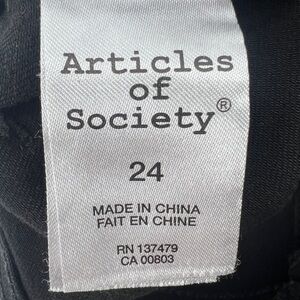 Articles
of
Society®
24
MADE IN CHINA
FAIT EN CHINE
RN 137479
CA 00803